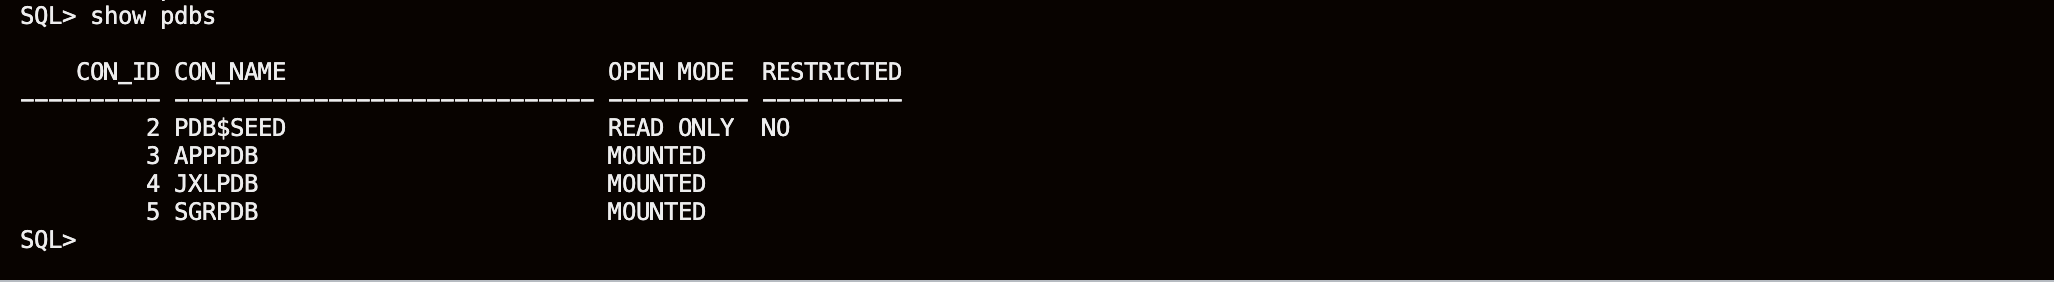 SQL> show pdbs
    CON_ID CON_NAME                       OPEN MODE  RESTRICTED
---------- ------------------------------ ---------- ----------
         2 PDB$SEED                       READ ONLY  NO
         3 APPPDB                         MOUNTED
         4 JXLPDB                         MOUNTED
         5 SGRPDB                         MOUNTED
SQL>